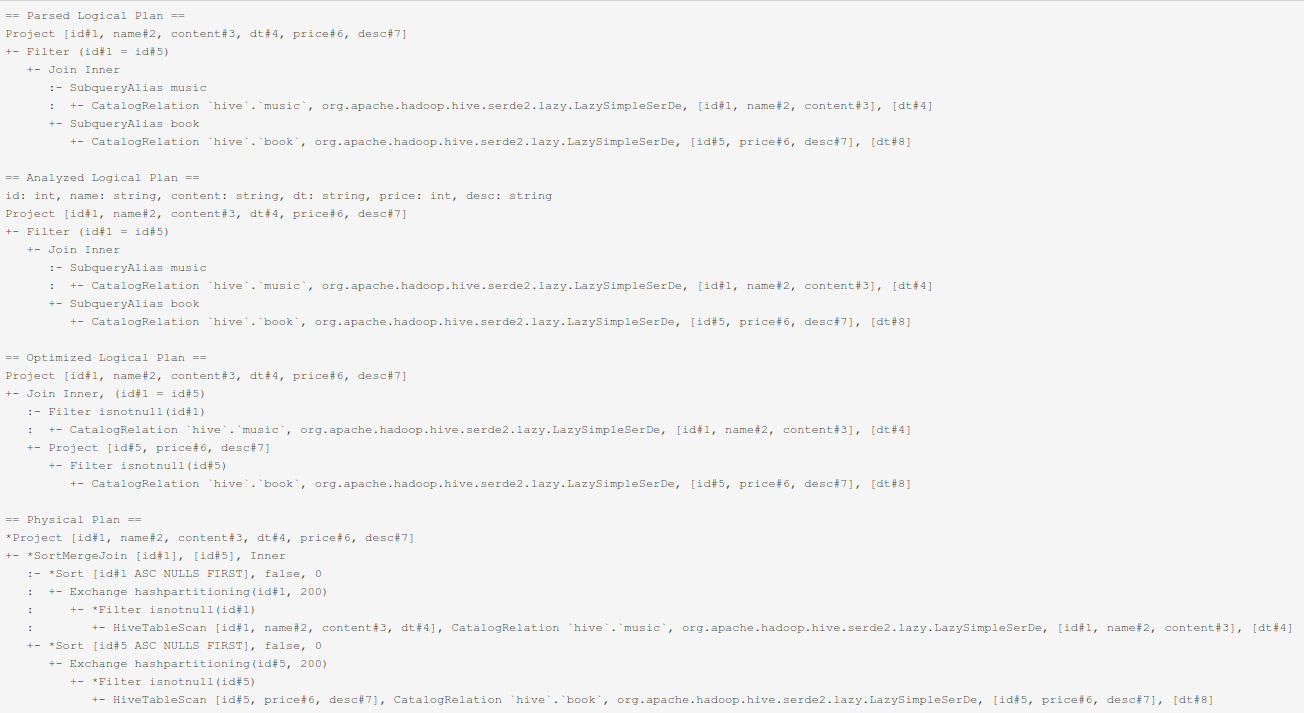 == Parsed Logical Plan ==
Project [id#1, name#2, content#3, dt#4, price#6, desc#7]
+- Filter (id#1 = id#5)
   +- Join Inner
      :- SubqueryAlias music
      :  +- CatalogRelation `hive`.`music`, org.apache.hadoop.hive.serde2.lazy.LazySimpleSerDe, [id#1, name#2, content#3], [dt#4]
      +- SubqueryAlias book
         +- CatalogRelation `hive`.`book`, org.apache.hadoop.hive.serde2.lazy.LazySimpleSerDe, [id#5, price#6, desc#7], [dt#8]

== Analyzed Logical Plan ==
id: int, name: string, content: string, dt: string, price: int, desc: string
Project [id#1, name#2, content#3, dt#4, price#6, desc#7]
+- Filter (id#1 = id#5)
   +- Join Inner
      :- SubqueryAlias music
      :  +- CatalogRelation `hive`.`music`, org.apache.hadoop.hive.serde2.lazy.LazySimpleSerDe, [id#1, name#2, content#3], [dt#4]
      +- SubqueryAlias book
         +- CatalogRelation `hive`.`book`, org.apache.hadoop.hive.serde2.lazy.LazySimpleSerDe, [id#5, price#6, desc#7], [dt#8]

== Optimized Logical Plan ==
Project [id#1, name#2, content#3, dt#4, price#6, desc#7]
+- Join Inner, (id#1 = id#5)
   :- Filter isnotnull(id#1)
   :  +- CatalogRelation `hive`.`music`, org.apache.hadoop.hive.serde2.lazy.LazySimpleSerDe, [id#1, name#2, content#3], [dt#4]
   +- Project [id#5, price#6, desc#7]
      +- Filter isnotnull(id#5)
         +- CatalogRelation `hive`.`book`, org.apache.hadoop.hive.serde2.lazy.LazySimpleSerDe, [id#5, price#6, desc#7], [dt#8]

== Physical Plan ==
*Project [id#1, name#2, content#3, dt#4, price#6, desc#7]
+- *SortMergeJoin [id#1], [id#5], Inner
   :- *Sort [id#1 ASC NULLS FIRST], false, 0
   :  +- Exchange hashpartitioning(id#1, 200)
   :     +- *Filter isnotnull(id#1)
   :        +- HiveTableScan [id#1, name#2, content#3, dt#4], CatalogRelation `hive`.`music`, org.apache.hadoop.hive.serde2.lazy.LazySimpleSerDe, [id#1, name#2, content#3], [dt#4]
   +- *Sort [id#5 ASC NULLS FIRST], false, 0
      +- Exchange hashpartitioning(id#5, 200)
         +- *Filter isnotnull(id#5)
            +- HiveTableScan [id#5, price#6, desc#7], CatalogRelation `hive`.`book`, org.apache.hadoop.hive.serde2.lazy.LazySimpleSerDe, [id#5, price#6, desc#7], [dt#8]